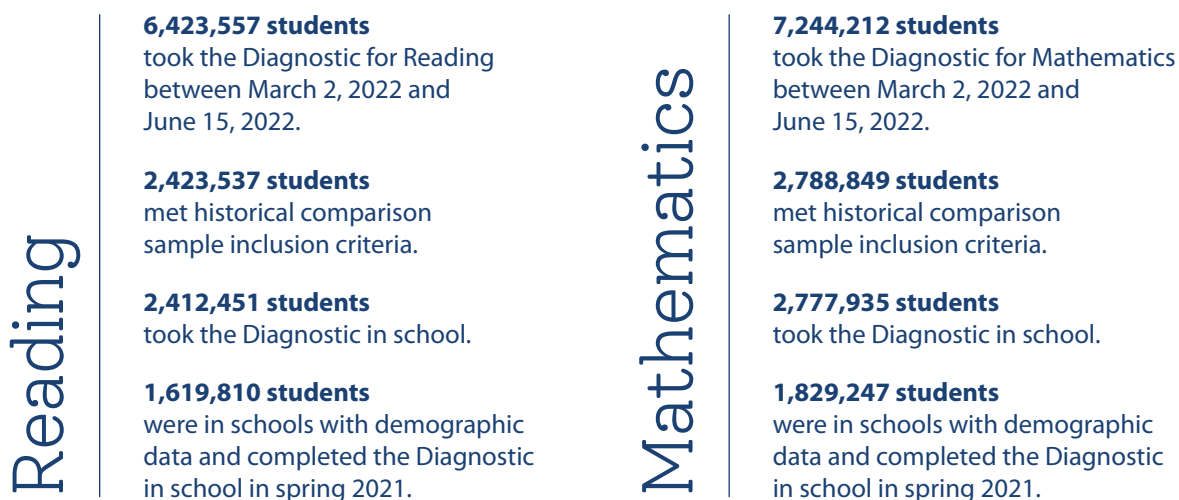 Reading
6,423,557 students
took the Diagnostic for Reading
between March 2, 2022 and
June 15, 2022.
2,423,537 students
met historical comparison
sample inclusion criteria.
2,412,451 students
took the Diagnostic in school.
1,619,810 students
were in schools with demographic
data and completed the Diagnostic
in school in spring 2021.
Mathematics
7,244,212 students
took the Diagnostic for Mathematics
between March 2, 2022 and
June 15, 2022.
2,788,849 students
met historical comparison
sample inclusion criteria.
2,777,935 students
took the Diagnostic in school.
1,829,247 students
were in schools with demographic
data and completed the Diagnostic
in school in spring 2021.